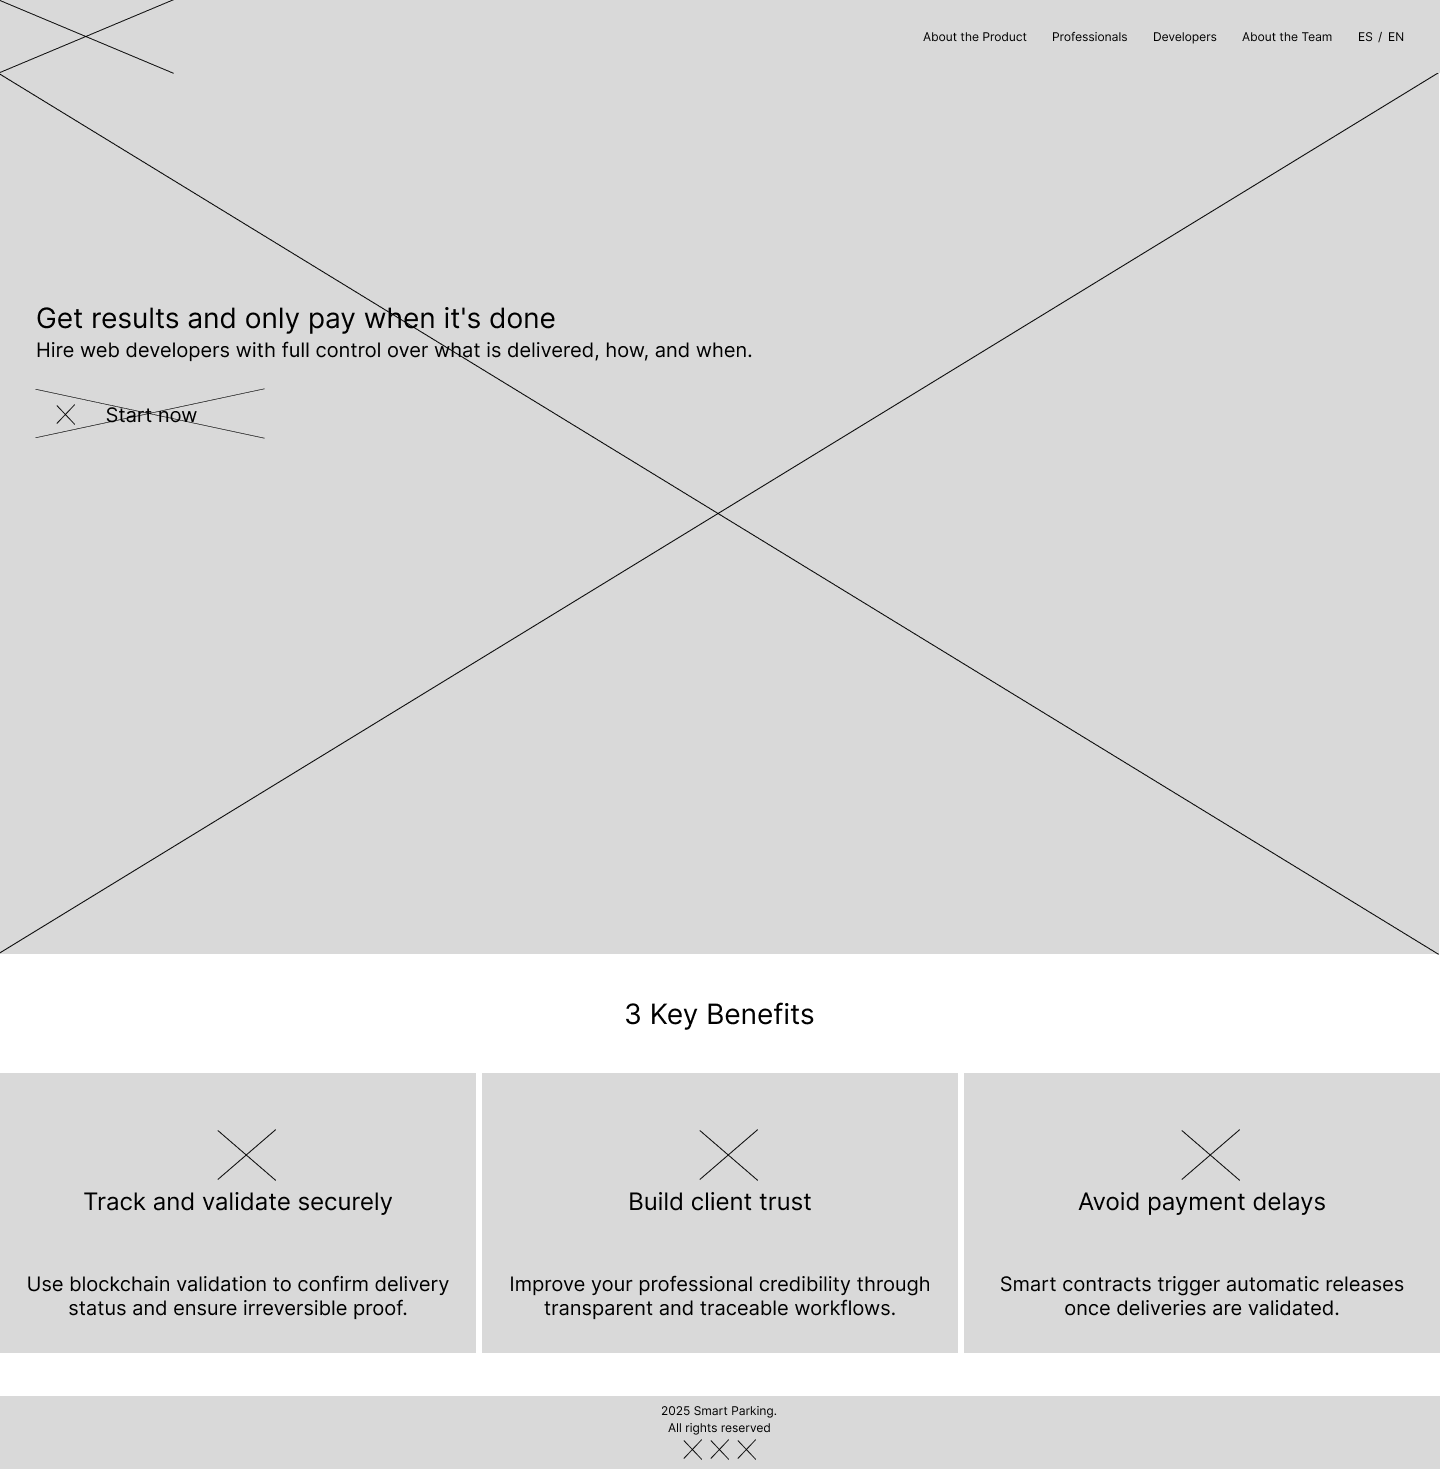 About the Product Professionals Developers About the Team ES / EN
Get results and only pay when it's done
Hire web developers with full control over what is delivered, how, and when.
Start now
3 Key Benefits
Track and validate securely
Use blockchain validation to confirm delivery
status and ensure irreversible proof.
Build client trust
Improve your professional credibility through
transparent and traceable workflows.
Avoid payment delays
Smart contracts trigger automatic releases
once deliveries are validated.
2025 Smart Parking.
All rights reserved